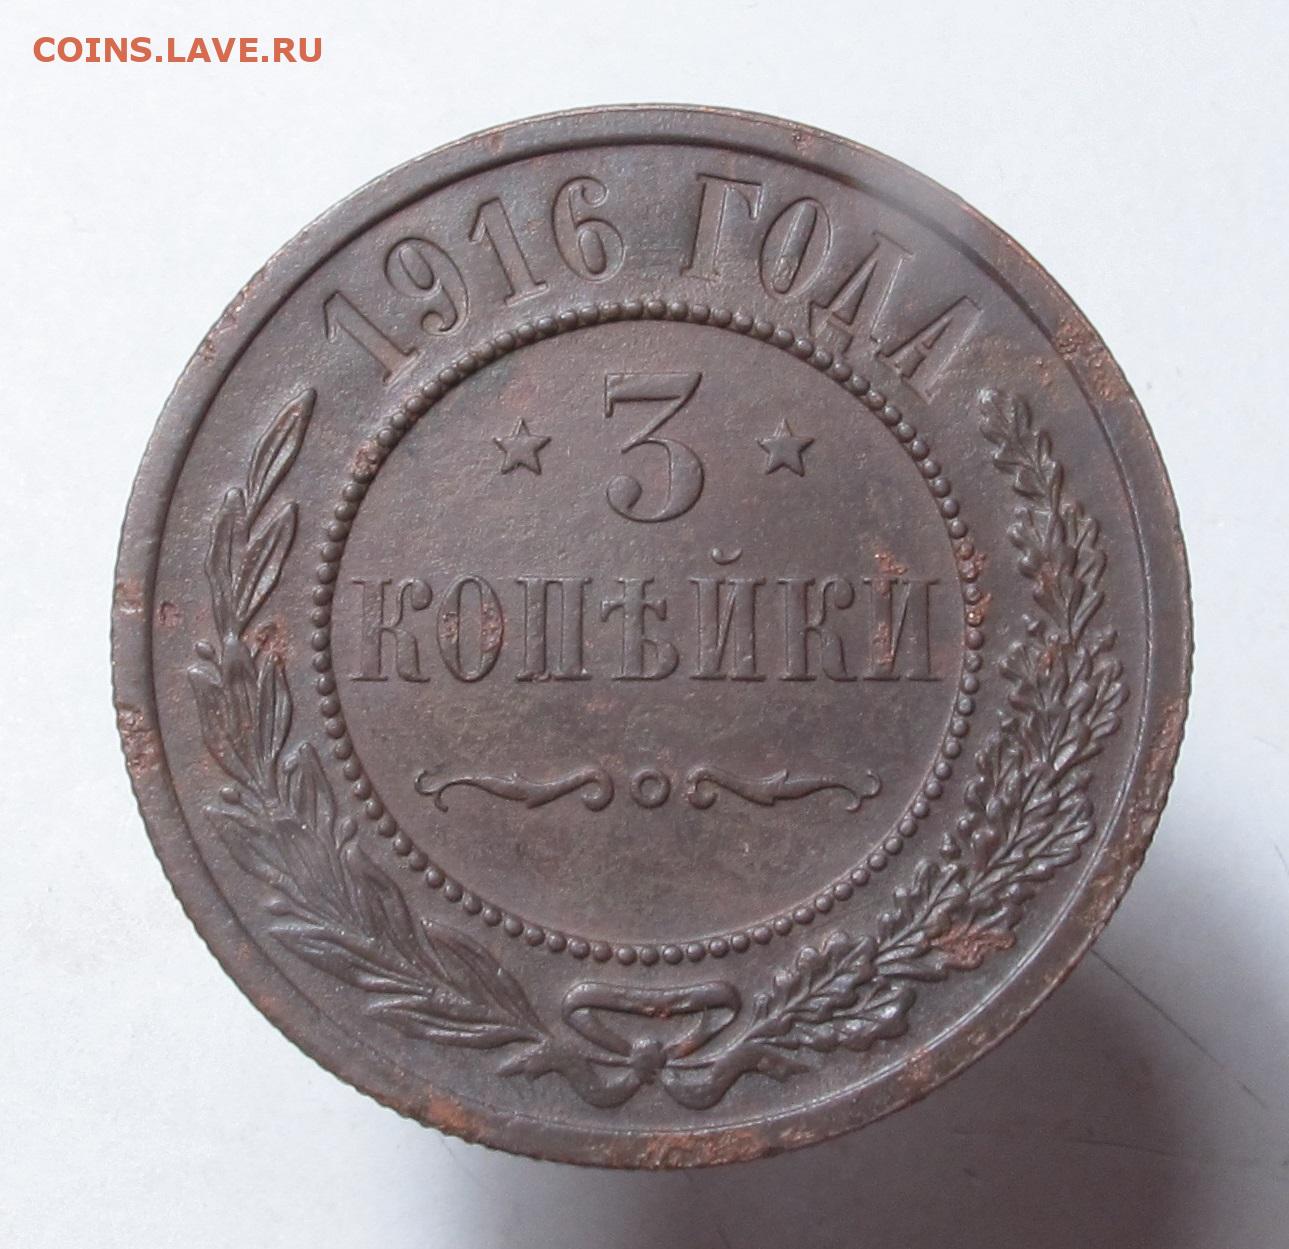 COINS.LAVE.RU
1916 ГОДА
3
КОПѢЙКИ